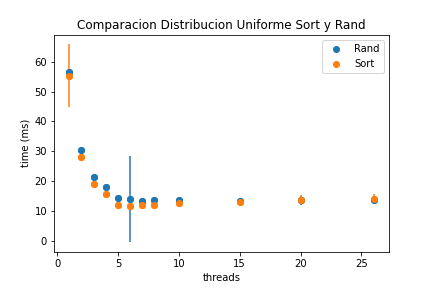 Comparacion Distribucion Uniforme Sort y Rand
Rand
Sort
time (ms)
60
50
40
30
20
10
0
0 5 10 15 20 25
threads